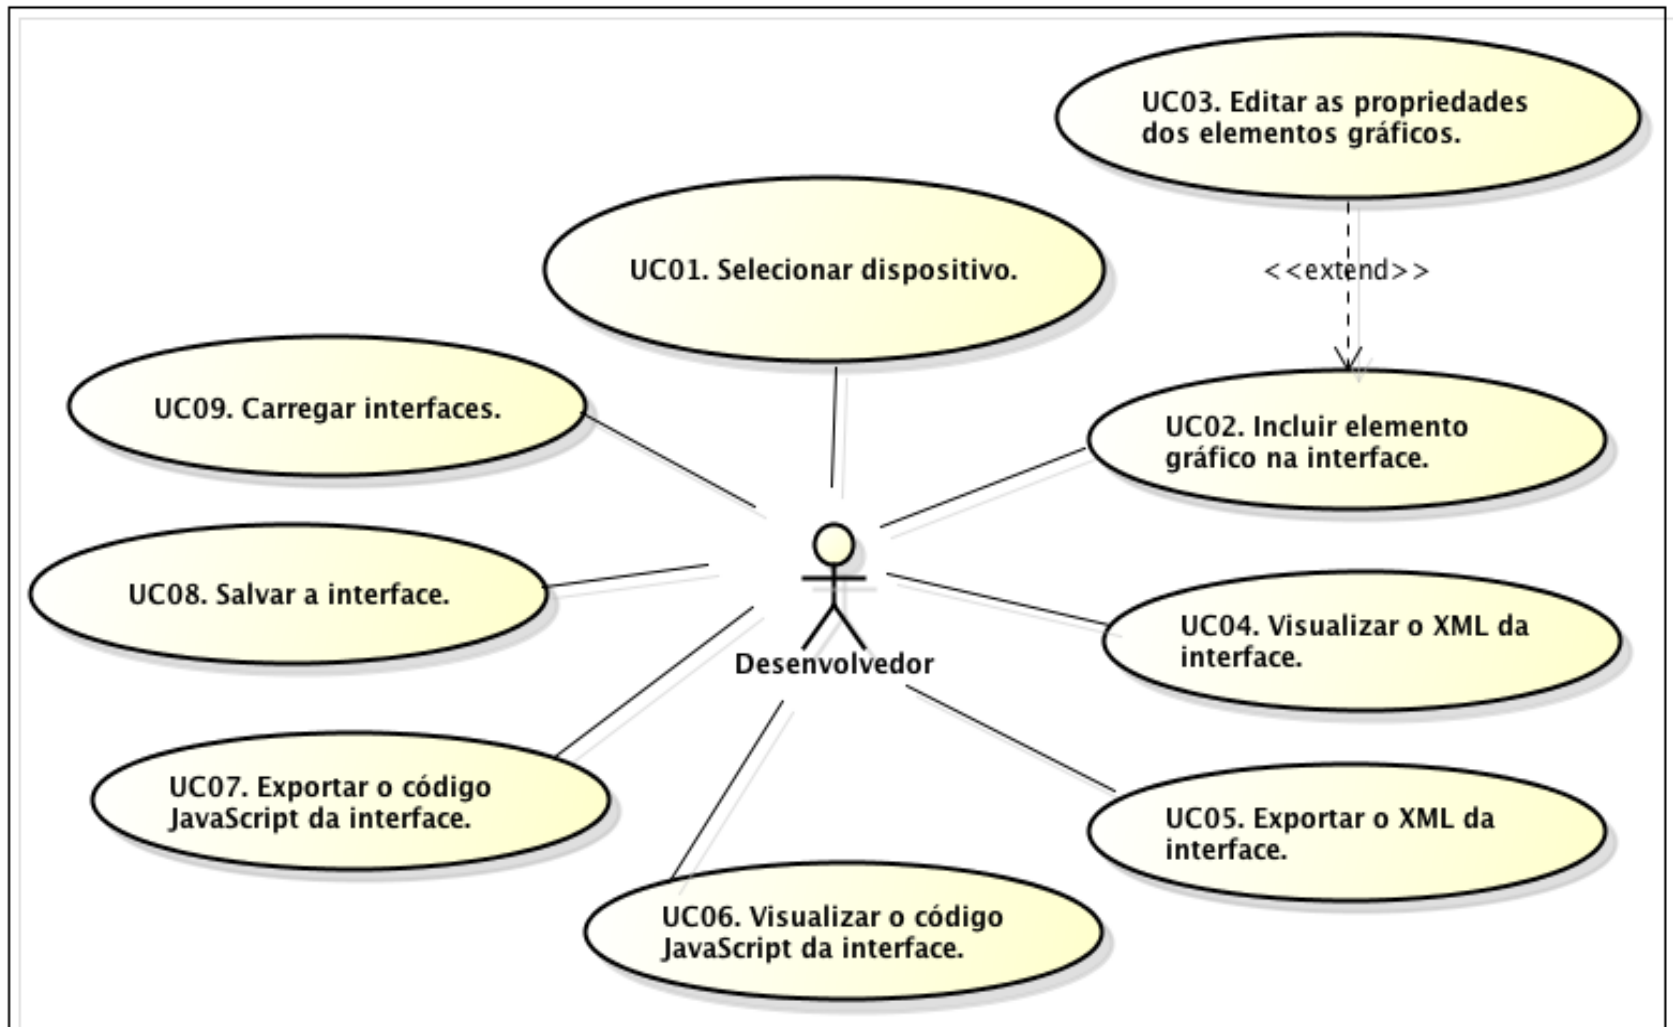 UC03. Editar as propriedades
dos elementos gráficos.
UC01. Selecionar dispositivo.
<<extend>>
UC09. Carregar interfaces.
UC02. Incluir elemento
gráfico na interface.
UC08. Salvar a interface.
UC04. Visualizar o XML da
interface.
Desenvolvedor
UC07. Exportar o código
JavaScript da interface.
UC05. Exportar o XML da
interface.
UC06. Visualizar o código
JavaScript da interface.